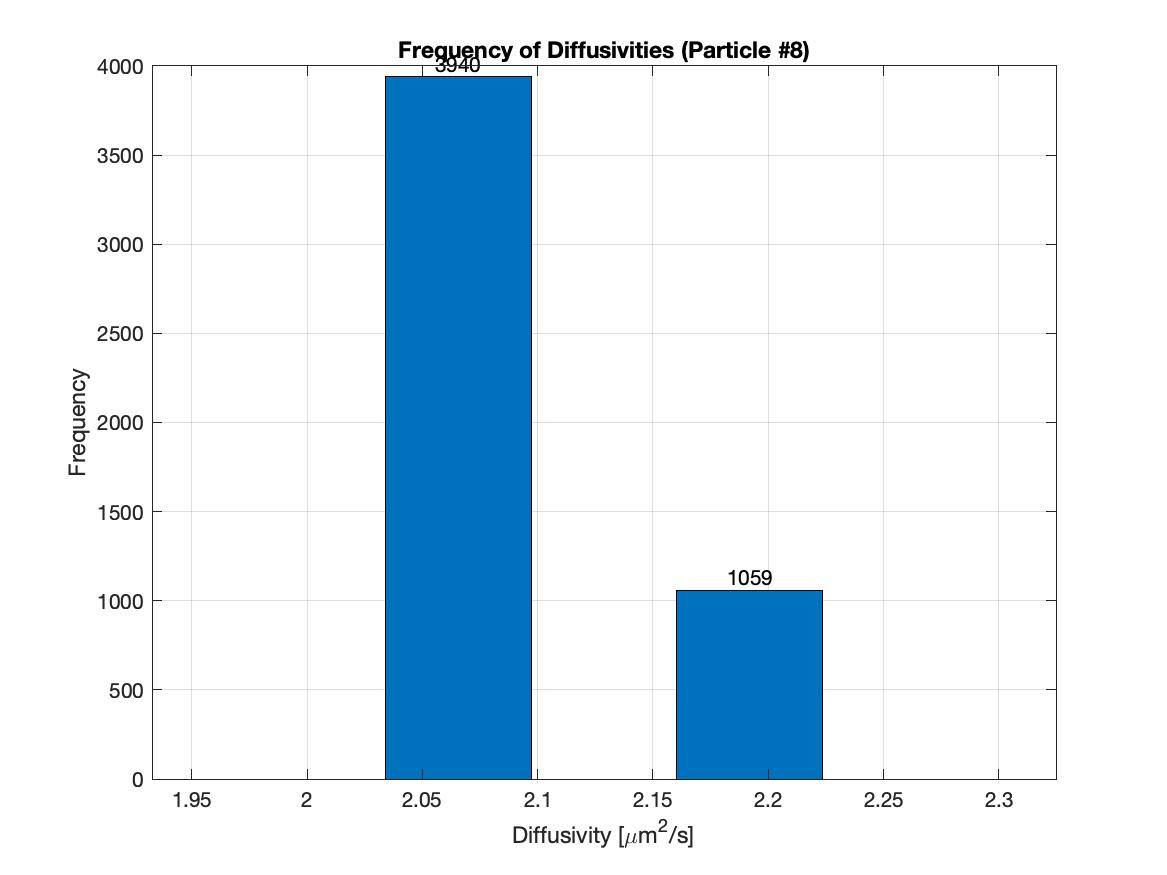 Frequency of Diffusivities (Particle #8)
4000
3940
3500
3000
2500
2000
1500
1059
1000
500
0
Frequency
1.95 2 2.05 2.1 2.15 2.2 2.25 2.3
Diffusivity [μm²/s]